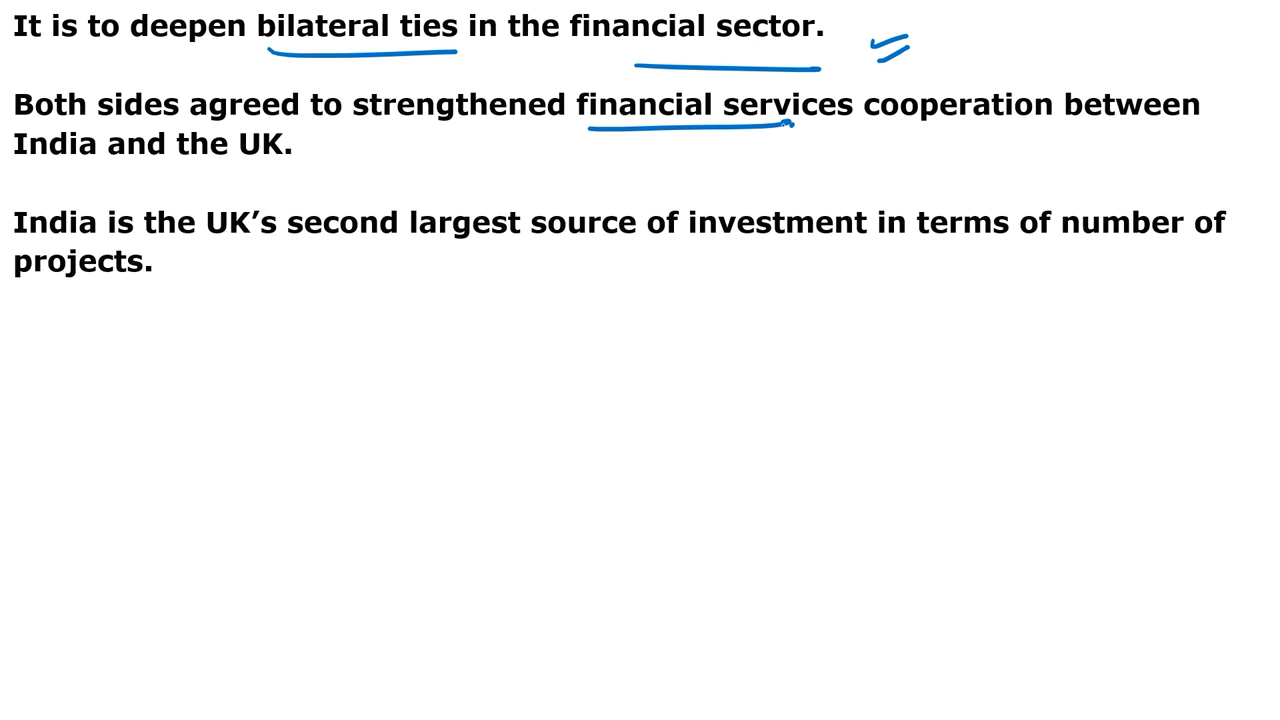 It is to deepen bilateral ties in the financial sector.
Both sides agreed to strengthened financial services cooperation between
India and the UK.
India is the UK’s second largest source of investment in terms of number of
projects.